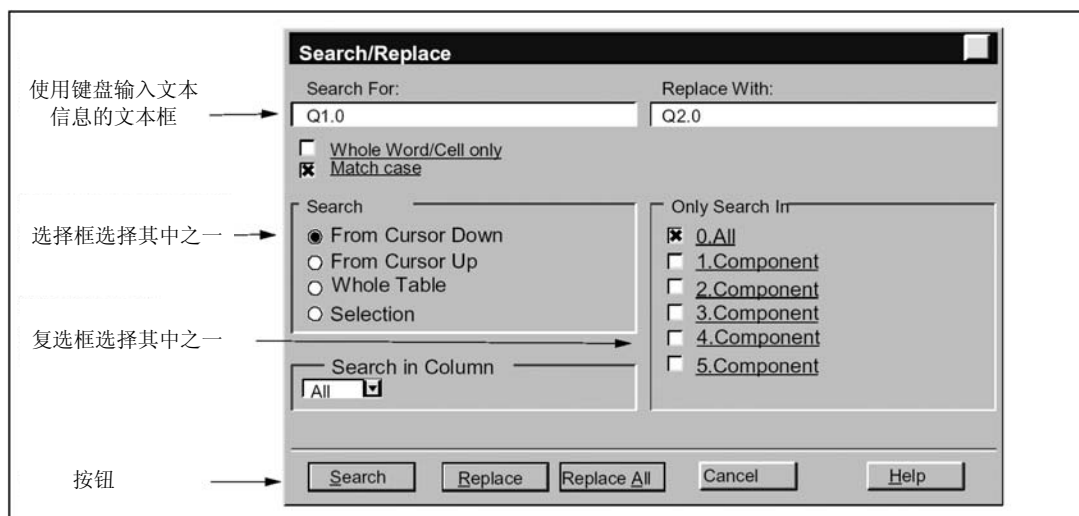 Search/Replace
使用键盘输入文本
信息的文本框
Search For:
Replace With:
Q1.0
Q2.0
Whole Word/Cell only
Match case
选择框选择其中之一
Search
From Cursor Down
From Cursor Up
Whole Table
Selection
Only Search In
0.All
1.Component
2.Component
3.Component
4.Component
5.Component
复选框选择其中之一
Search in Column
All
按钮
Search
Replace
Replace All
Cancel
Help